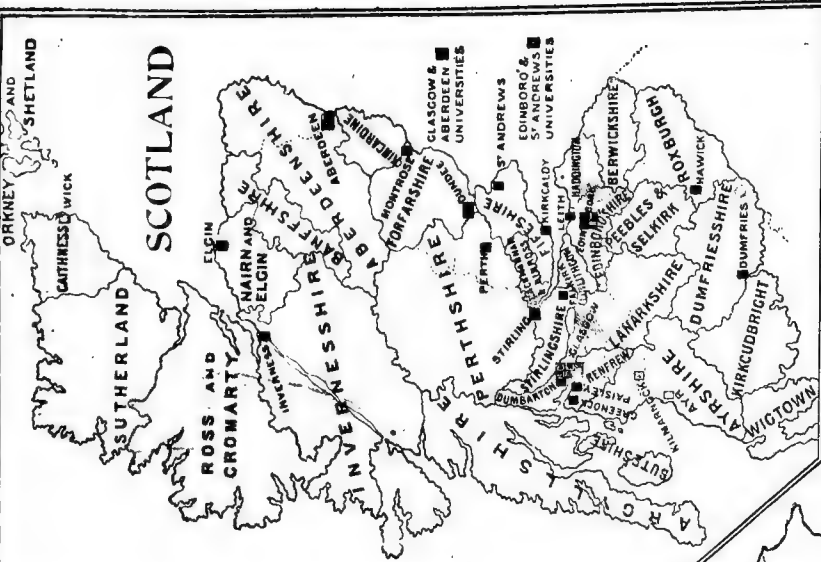 ORKNEY AND
SHETLAND
WICK
CAITHNESS
SCOTLAND
SUTHERLAND
ROSS AND
CROMARTY
ELGIN
NAIRN AND
ELGIN
INVERNESS
INVERNESSSHIRE
BANFFSHIRE
ABERDEENSHIRE
ABERDEEN
KINCARDINE
MONTROSE
FORFARSHIRE
DUNDEE
GLASGOW &
ABERDEEN
UNIVERSITIES
ST ANDREWS
EDINBORO' &
ST ANDREWS
UNIVERSITIES
PERTHSHIRE
PERTH
FIFESHIRE
KIRKCALDY
STIRLING
STIRLINGSHIRE
DUMBARTON
LEITH
HADDINGTON
BERWICKSHIRE
ROXBURGH
HAWICK
PEEBLES &
SELKIRK
LANARKSHIRE
GLASGOW
RENFREW
PAISLEY
GREENOCK
KILMARNOCK
AYR
AYRSHIRE
BUTESHIRE
ARGYLLSHIRE
DUMFRIESSHIRE
DUMFRIES
KIRKCUDBRIGHT
WIGTOWN